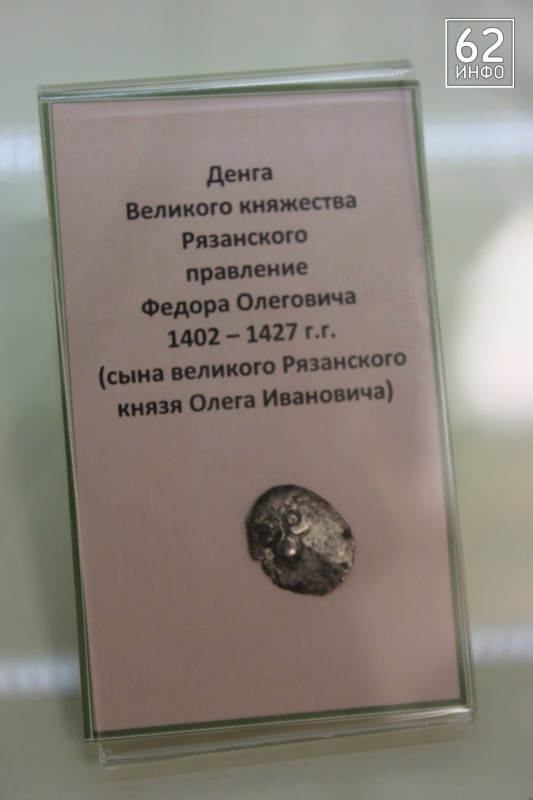 62
ИНФО
Денга
Великого княжества
Рязанского
правление
Федора Олеговича
1402 – 1427 г.г.
(сына великого Рязанского
князя Олега Ивановича)